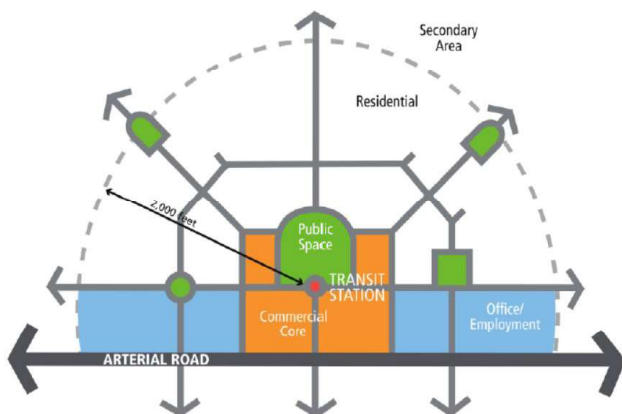 Secondary
Area
Residential
2,000 feet
Public
Space
TRANSIT
STATION
Commercial
Core
Office/
Employment
ARTERIAL ROAD